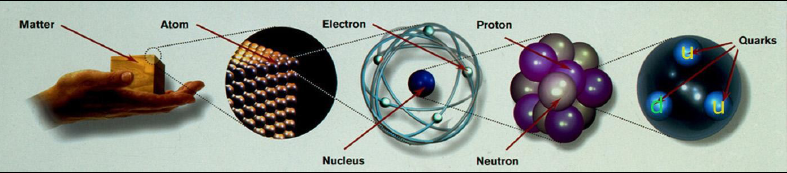 Matter
Atom
Electron
Proton
Quarks
u
d
u
Nucleus
Neutron